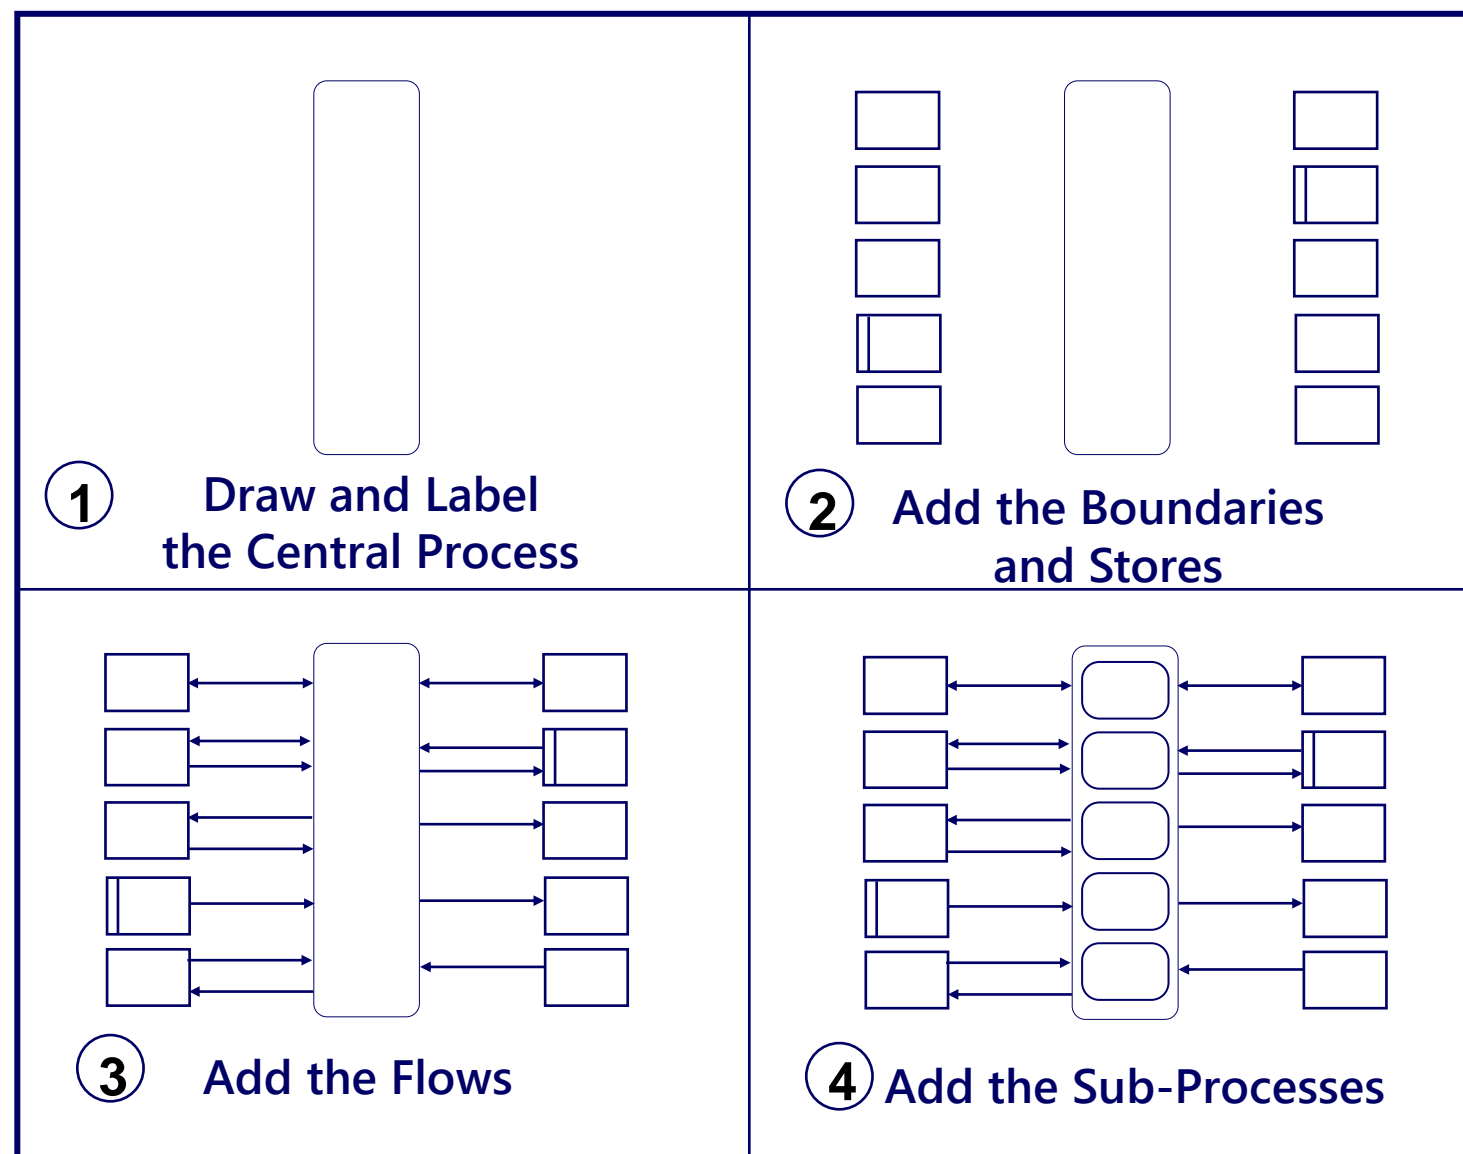 1
Draw and Label
the Central Process
2
Add the Boundaries
and Stores
3
Add the Flows
4
Add the Sub-Processes